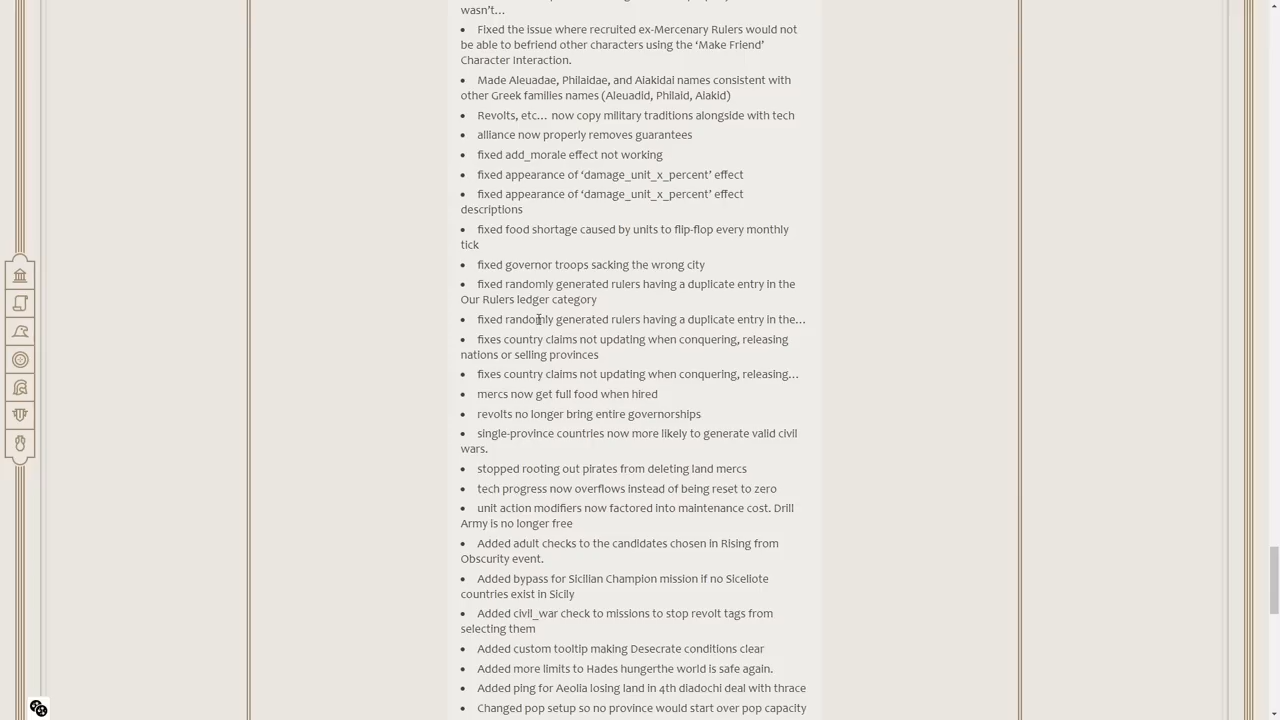 wasn't...
• Fixed the issue where recruited ex-Mercenary Rulers would not
be able to befriend other characters using the ‘Make Friend’
Character Interaction.
• Made Aleuadae, Philaidae, and Aiakidai names consistent with
other Greek families names (Aleuadid, Philaid, Aiakid)
• Revolts, etc… now copy military traditions alongside with tech
• alliance now properly removes guarantees
• fixed add_morale effect not working
• fixed appearance of ‘damage_unit_x_percent’ effect
• fixed appearance of ‘damage_unit_x_percent’ effect
descriptions
• fixed food shortage caused by units to flip-flop every monthly
tick
• fixed governor troops sacking the wrong city
• fixed randomly generated rulers having a duplicate entry in the
Our Rulers ledger category
• fixed randomly generated rulers having a duplicate entry in the…
• fixes country claims not updating when conquering, releasing
nations or selling provinces
• fixes country claims not updating when conquering, releasing…
• mercs now get full food when hired
• revolts no longer bring entire governorships
• single-province countries now more likely to generate valid civil
wars.
• stopped rooting out pirates from deleting land mercs
• tech progress now overflows instead of being reset to zero
• unit action modifiers now factored into maintenance cost. Drill
Army is no longer free
• Added adult checks to the candidates chosen in Rising from
Obscurity event.
• Added bypass for Sicilian Champion mission if no Siceliote
countries exist in Sicily
• Added civil_war check to missions to stop revolt tags from
selecting them
• Added custom tooltip making Desecrate conditions clear
• Added more limits to Hades hungerthe world is safe again.
• Added ping for Aeolia losing land in 4th diadochi deal with thrace
• Changed pop setup so no province would start over pop capacity